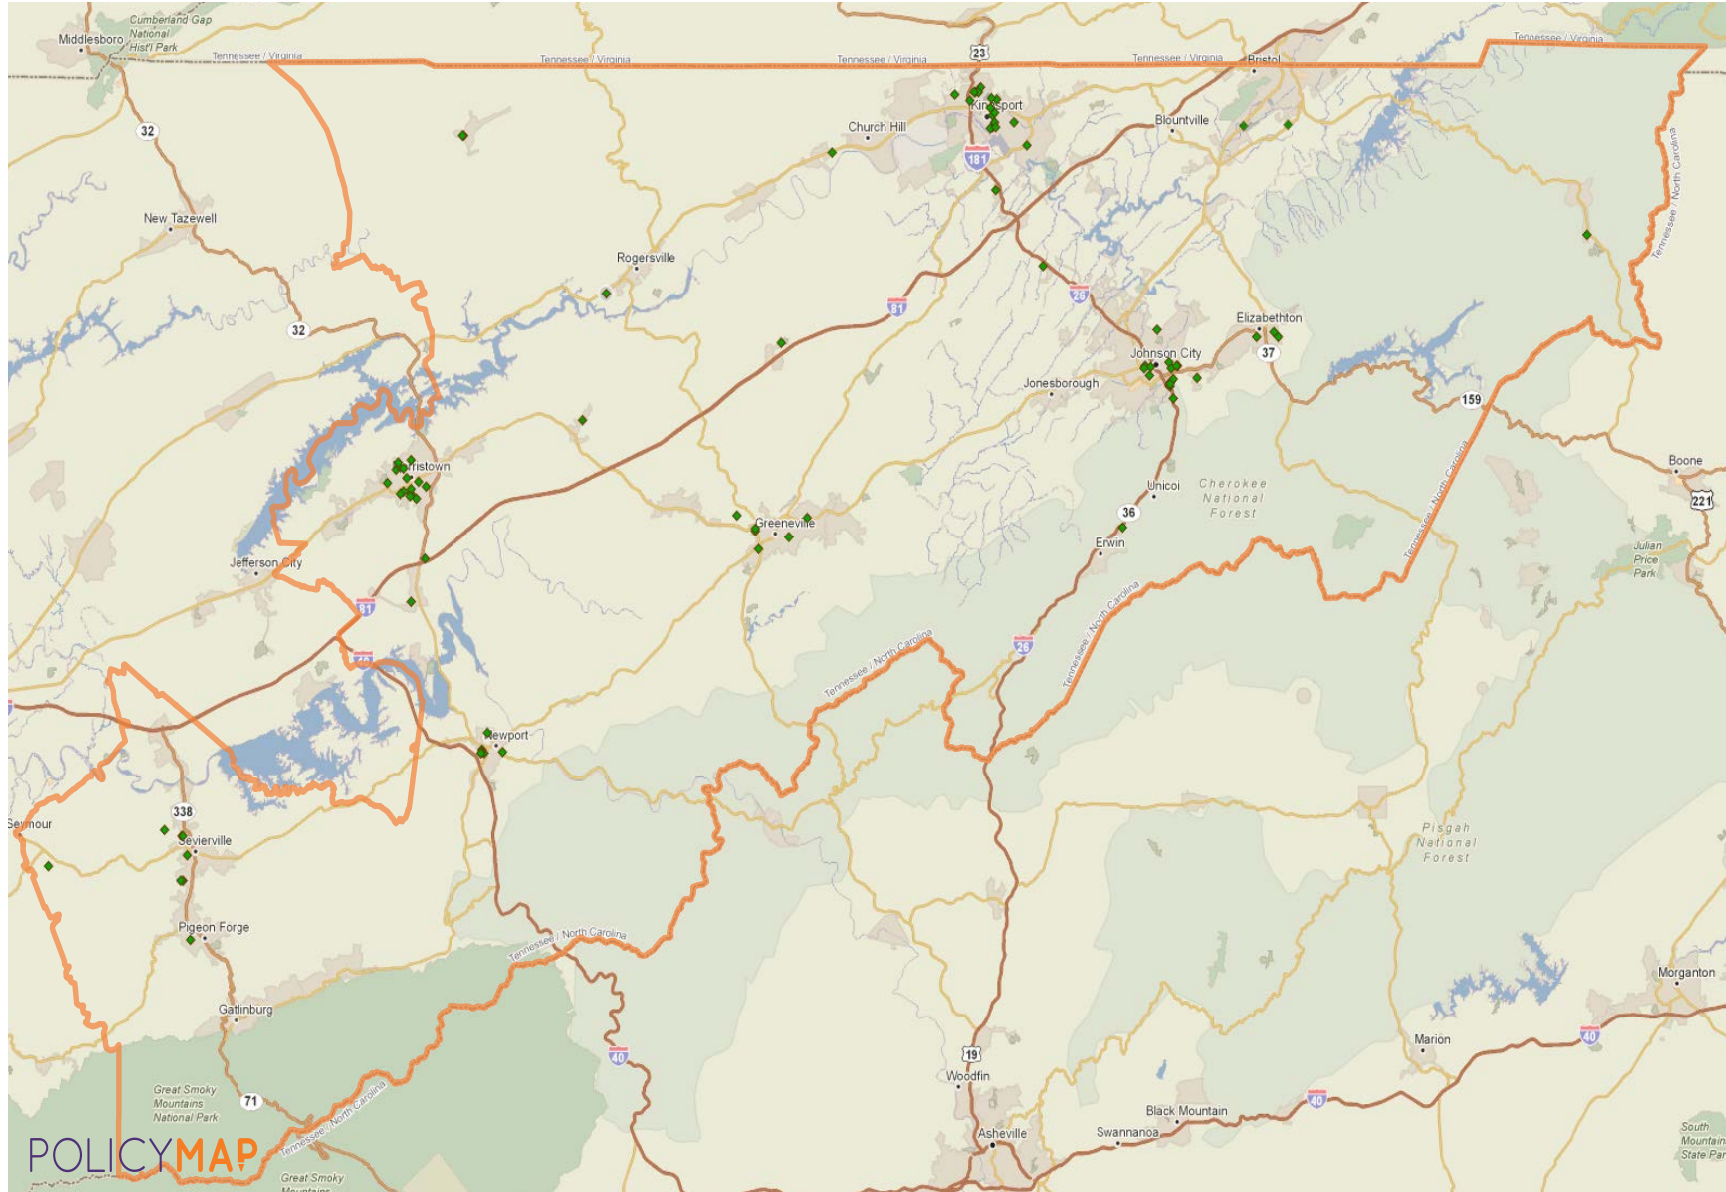 Cumberland Gap
National
Hist'l Park
Middlesboro
Tennessee / Virginia
Tennessee / Virginia
Tennessee / Virginia
Tennessee / Virginia
Tennessee / Virginia
23
Bristol
Kingsport
Blountville
Church Hill
32
181
Tennessee / North Carolina
New Tazewell
Rogersville
26
81
32
Elizabethton
37
Johnson City
Jonesborough
159
Boone
221
Tennessee / North Carolina
Unicoi
Cherokee
National
Forest
36
Erwin
Greeneville
Jefferson City
81
Julian
Price
Park
Tennessee / North Carolina
Tennessee / North Carolina
26
40
338
Seymour
Sevierville
Pisgah
National
Forest
Pigeon Forge
Tennessee / North Carolina
Morganton
Gatlinburg
40
Marion
40
19
Woodfin
Great Smoky
Mountains
National Park
71
Tennessee / North Carolina
40
Black Mountain
Swannanoa
Asheville
South
Mountain
State Par
POLICYMAP
Great Smoky
Mountains